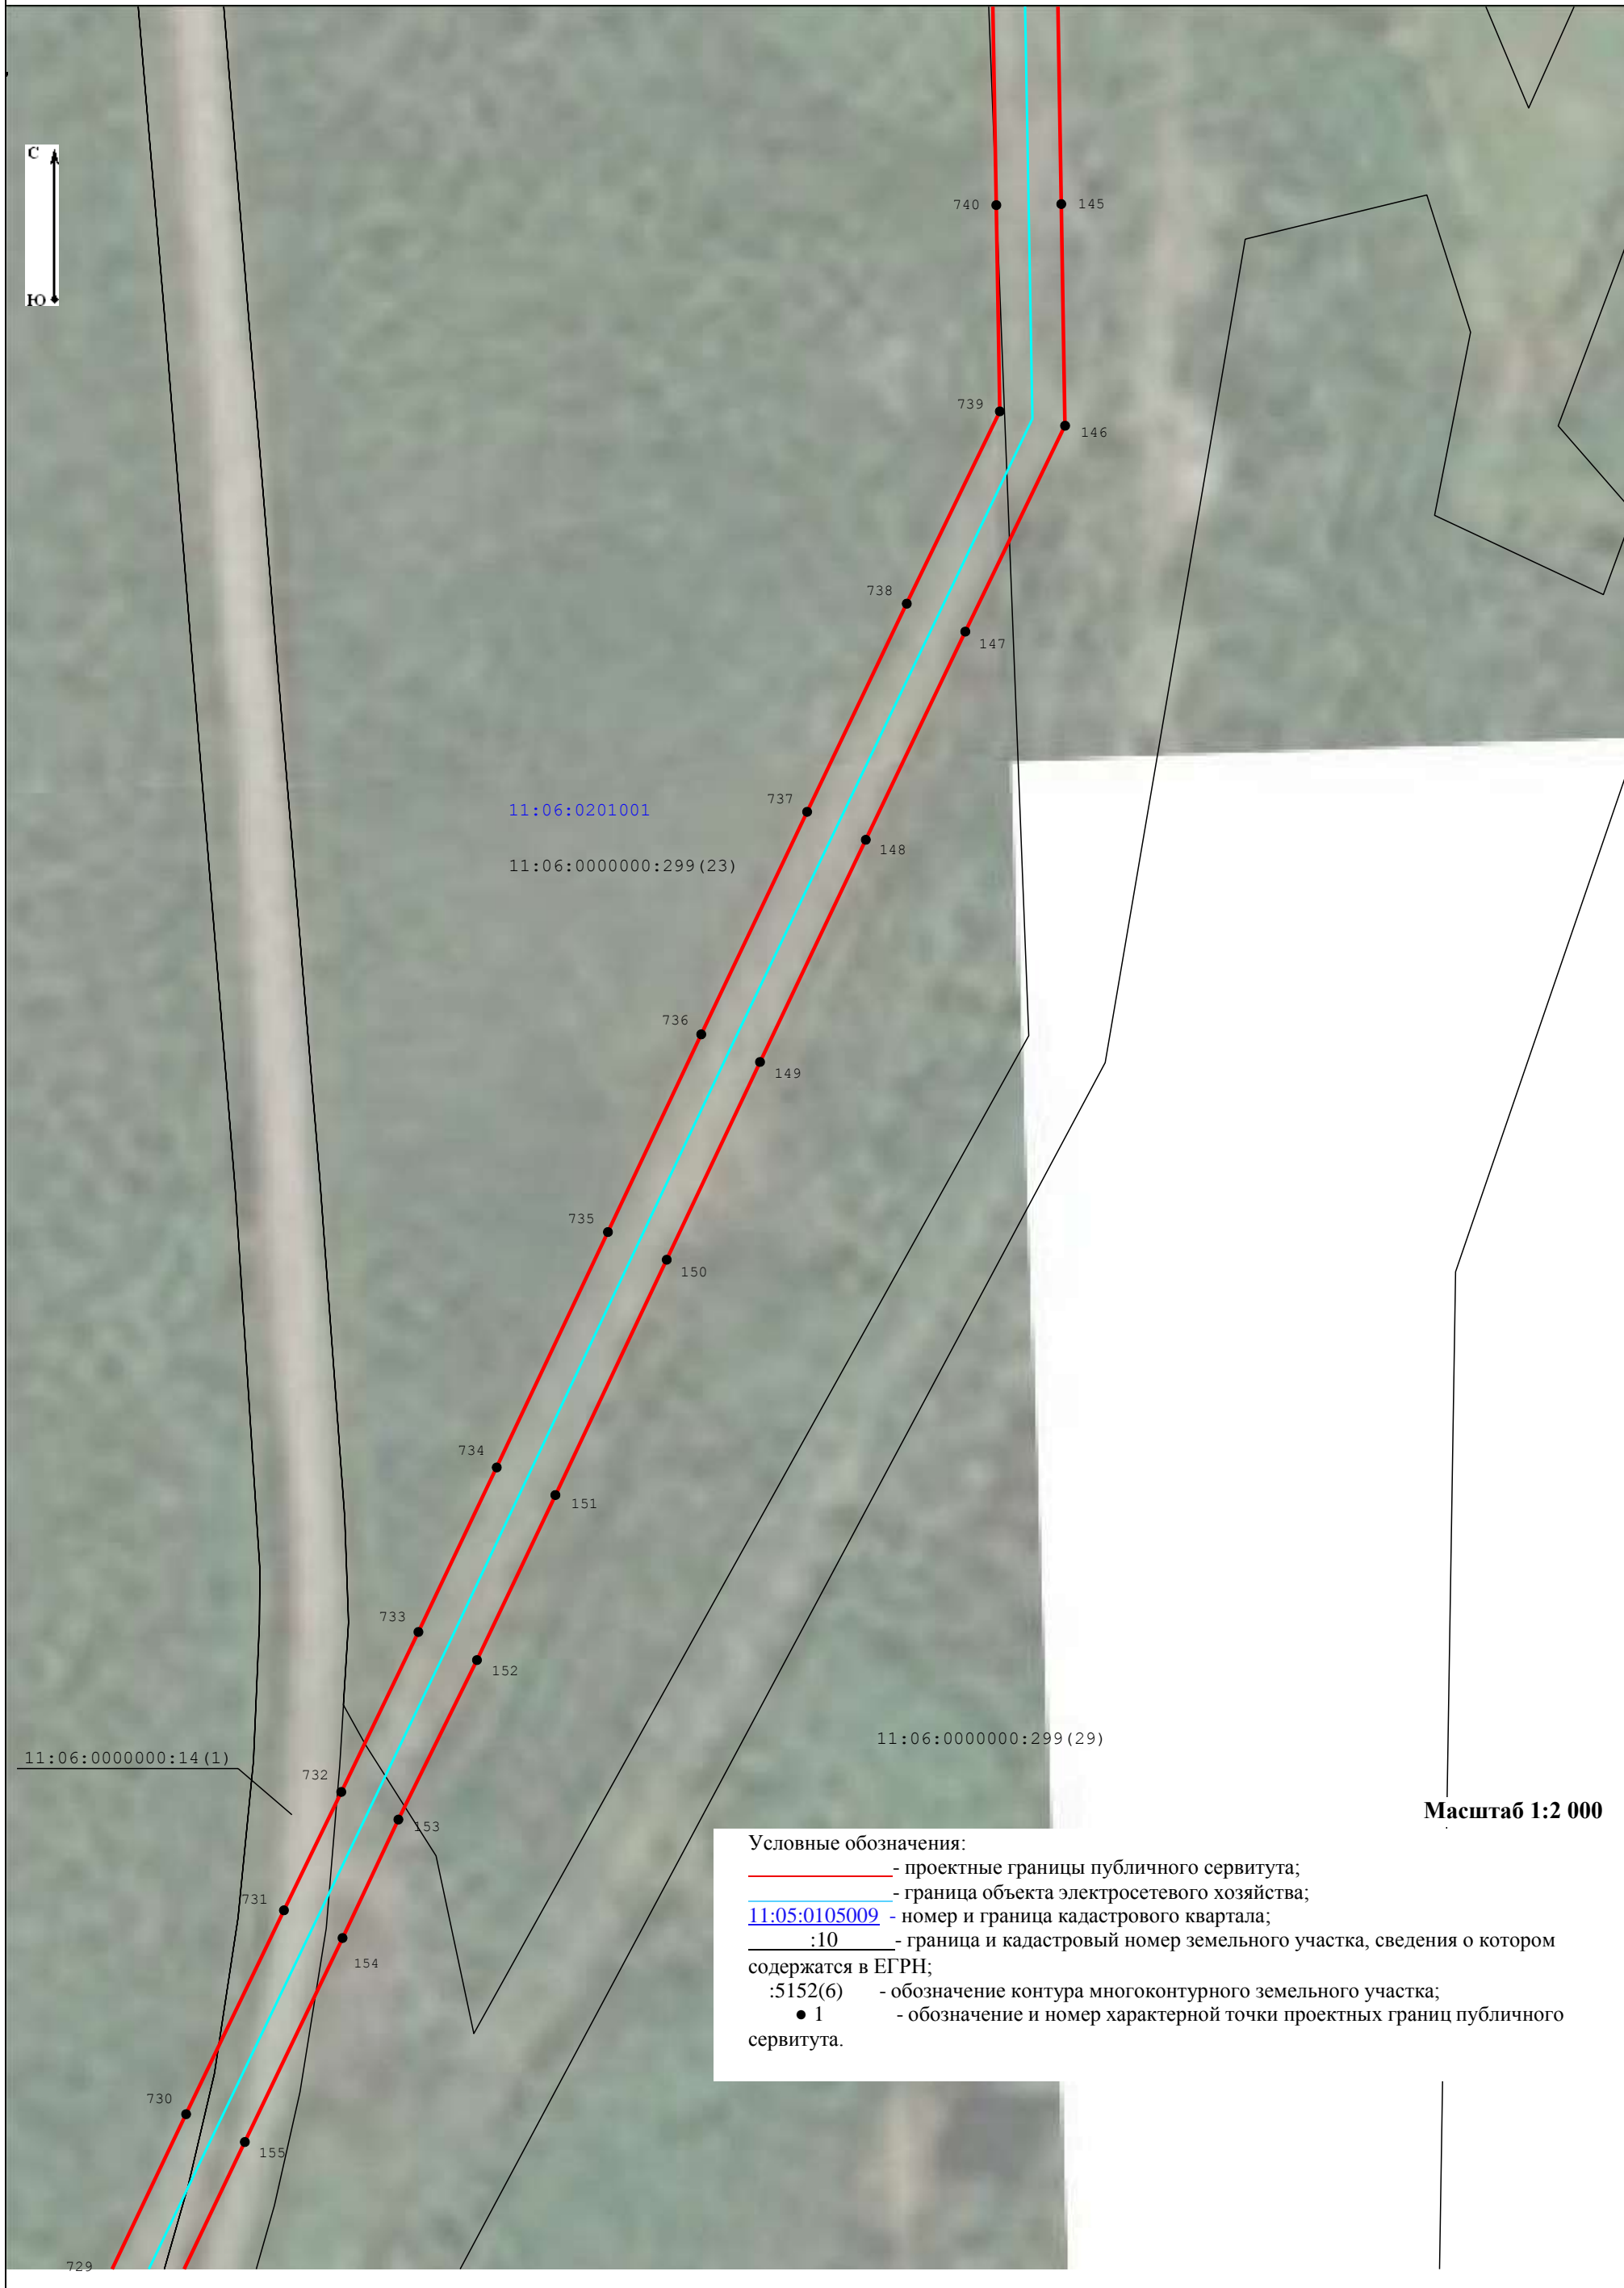 С
Ю
740
145
739
146
738
147
737
11:06:0201001
148
11:06:0000000:299(23)
736
149
735
150
734
151
733
152
11:06:0000000:299(29)
11:06:0000000:14(1)
732
153
Масштаб 1:2 000
731
154
730
155
729
Условные обозначения:
- проектные границы публичного сервитута;
- граница объекта электросетевого хозяйства;
11:05:0105009 - номер и граница кадастрового квартала;
:10 - граница и кадастровый номер земельного участка, сведения о котором
содержатся в ЕГРН;
:5152(6) - обозначение контура многоконтурного земельного участка;
● 1 - обозначение и номер характерной точки проектных границ публичного
сервитута.